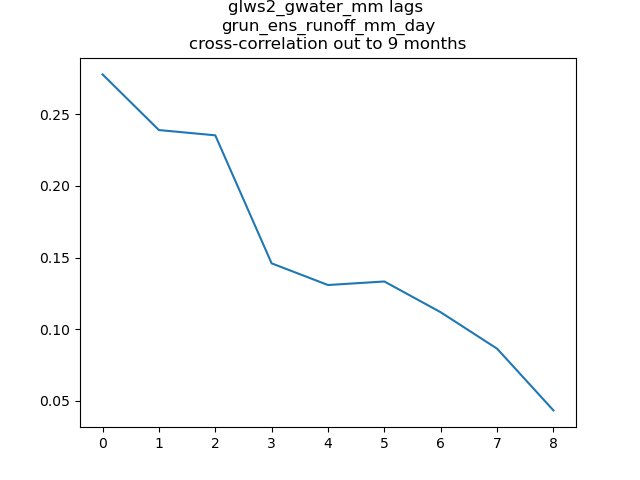 glws2_gwater_mm lags
grun_ens_runoff_mm_day
cross-correlation out to 9 months
0.25
0.20
0.15
0.10
0.05
0 1 2 3 4 5 6 7 8